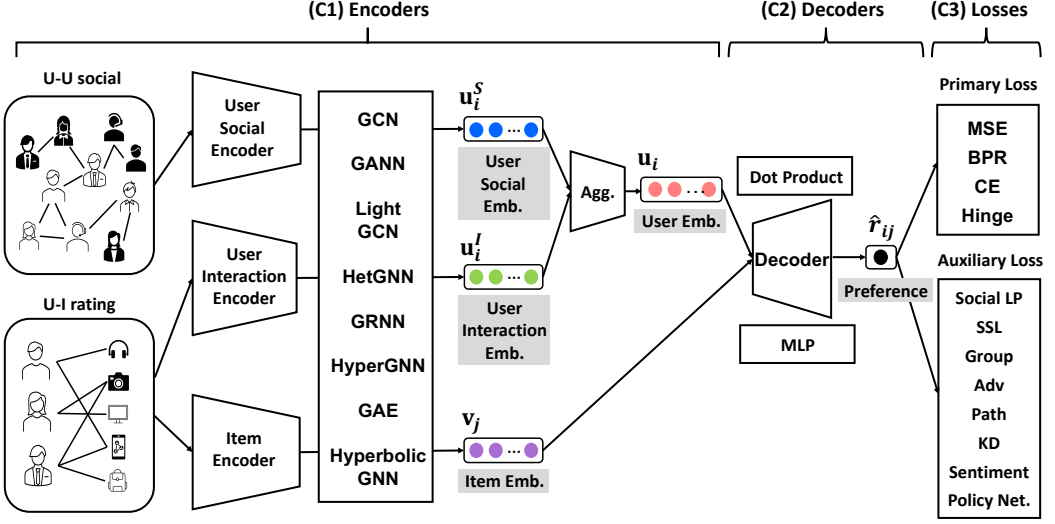 (C1) Encoders
(C2) Decoders
(C3) Losses
U-U social
User
Social
Encoder
U-I rating
User
Interaction
Encoder
Item
Encoder
GCN
GANN
Light
GCN
HetGNN
GRNN
HyperGNN
GAE
Hyperbolic
GNN
u_i^S
...
User
Social
Emb.
u_i^I
...
User
Interaction
Emb.
v_j
...
Item Emb.
Agg.
u_i
...
User Emb.
Dot Product
Decoder
MLP
r̂_ij
Preference
Primary Loss
MSE
BPR
CE
Hinge
Auxiliary Loss
Social LP
SSL
Group
Adv
Path
KD
Sentiment
Policy Net.